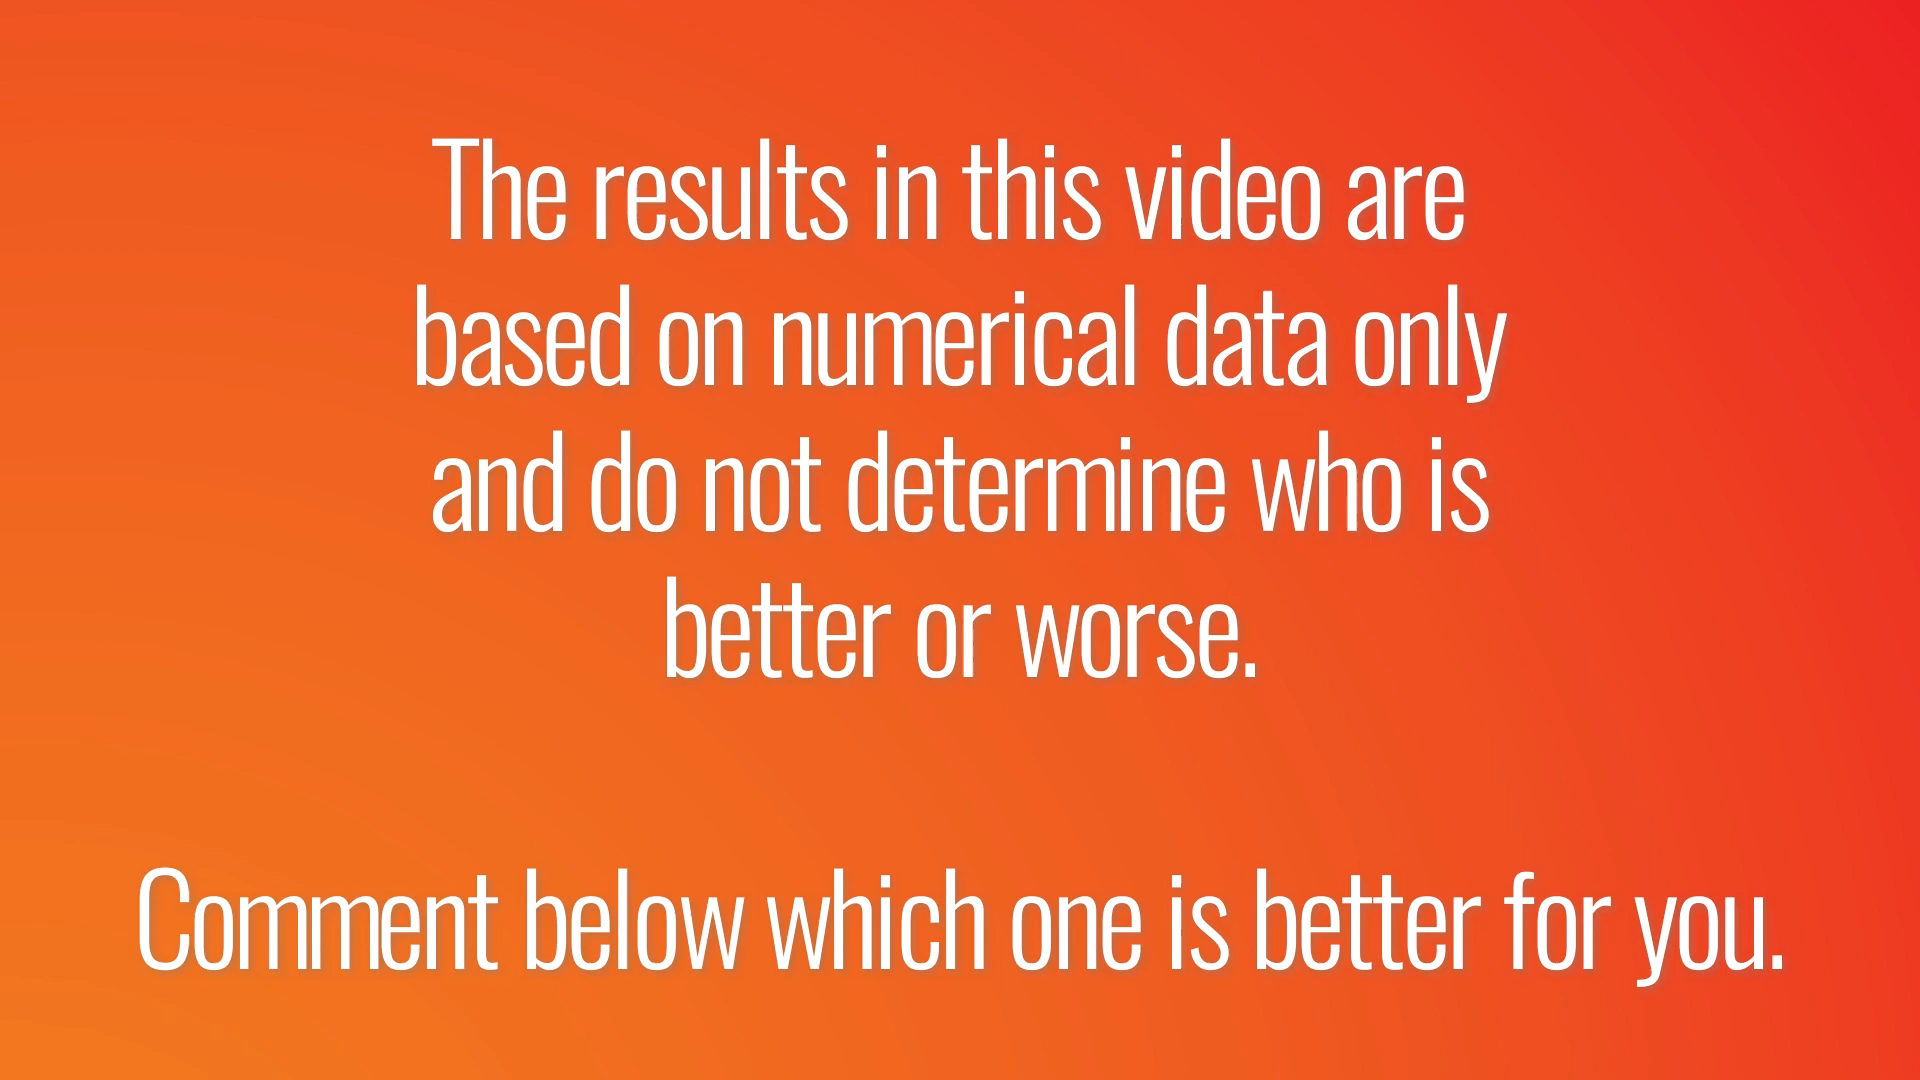 The results in this video are
based on numerical data only
and do not determine who is
better or worse.
Comment below which one is better for you.